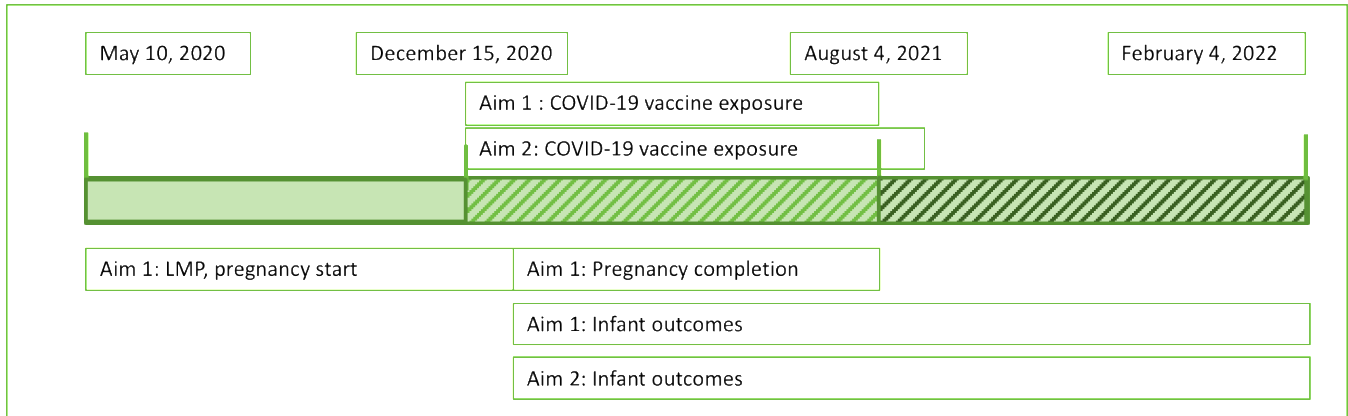 May 10, 2020
December 15, 2020
August 4, 2021
February 4, 2022
Aim 1 : COVID-19 vaccine exposure
Aim 2: COVID-19 vaccine exposure
Aim 1: LMP, pregnancy start
Aim 1: Pregnancy completion
Aim 1: Infant outcomes
Aim 2: Infant outcomes